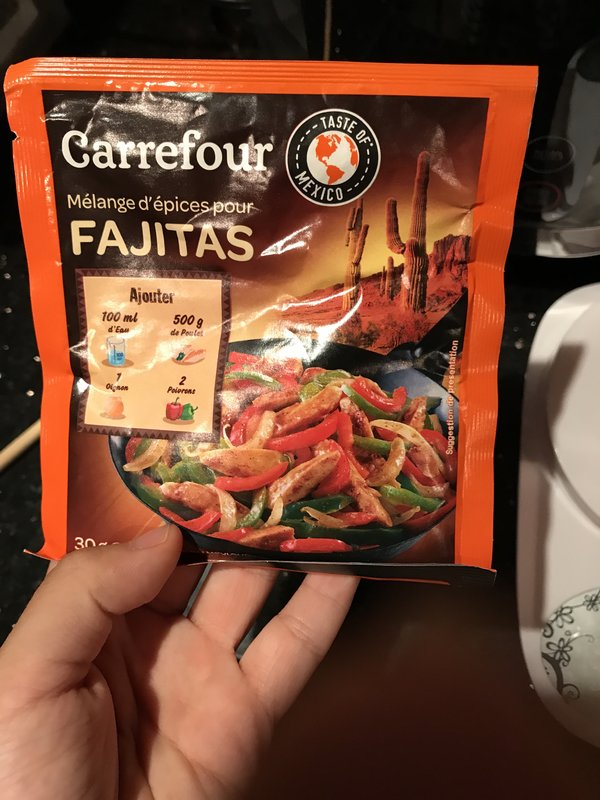 Carrefour
TASTE OF
MEXICO
Mélange d'épices pour
FAJITAS
Ajouter
100 ml
d'Eau
500 g
de Poulet
1
Oignon
2
Poivrons
Suggestion de présentation
30 g